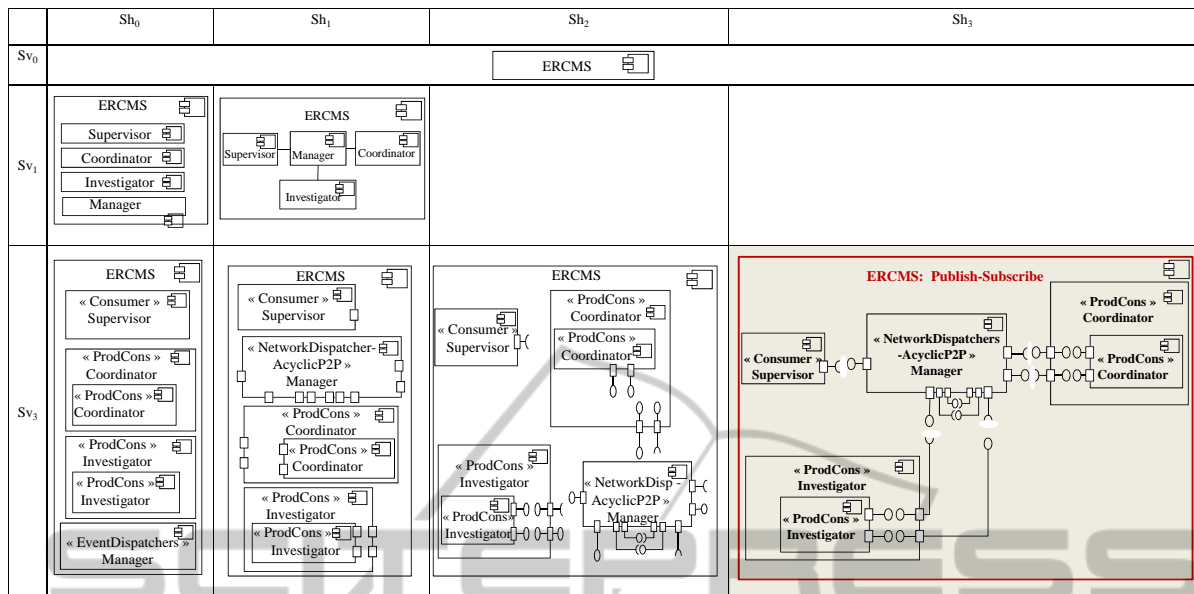 Sh0
Sh1
Sh2
Sh3
Sv0
ERCMS
Sv1
ERCMS
Supervisor
Coordinator
Investigator
Manager
ERCMS
Supervisor
Manager
Coordinator
Investigator
Sv3
ERCMS
« Consumer »
Supervisor
« ProdCons »
Coordinator
« ProdCons »
Coordinator
« ProdCons »
Investigator
« ProdCons »
Investigator
« EventDispatchers »
Manager
ERCMS
« Consumer »
Supervisor
« NetworkDispatcher-
AcyclicP2P »
Manager
« ProdCons »
Coordinator
« ProdCons »
Coordinator
« ProdCons »
Investigator
« ProdCons »
Investigator
ERCMS
« Consumer »
Supervisor
« ProdCons »
Coordinator
« ProdCons »
Coordinator
« ProdCons »
Investigator
« ProdCons»
Investigator
« NetworkDisp -
AcyclicP2P »
Manager
ERCMS: Publish-Subscribe
« Consumer »
Supervisor
« NetworkDispatchers
-AcyclicP2P »
Manager
« ProdCons »
Coordinator
« ProdCons »
Coordinator
« ProdCons »
Investigator
« ProdCons »
Investigator
SCITEPRESS